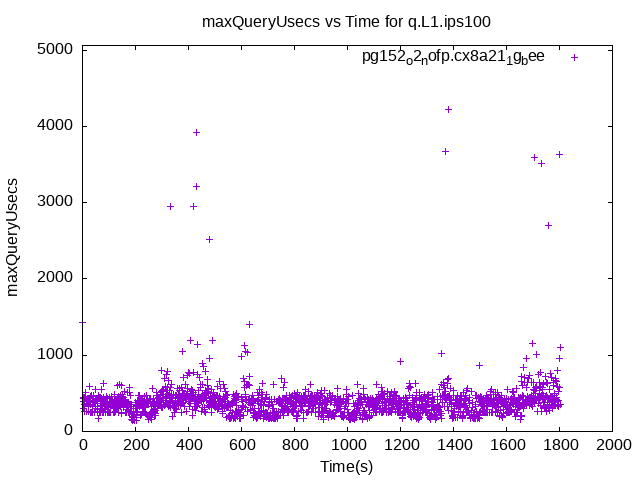 maxQueryUsecs vs Time for q.L1.ips100
pg152o2nofp.cx8a211gbee
5000
4000
3000
2000
1000
0
maxQueryUsecs
0 200 400 600 800 1000 1200 1400 1600 1800 2000
Time(s)